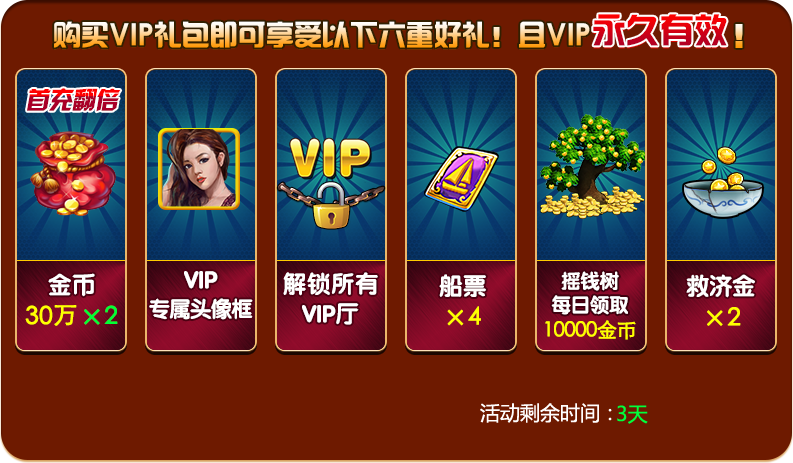 购买VIP礼包即可享受以下六重好礼！且VIP永久有效！
首充翻倍
金币
30万 ×2
VIP
专属头像框
VIP
解锁所有
VIP厅
船票
×4
摇钱树
每日领取
10000金币
救济金
×2
活动剩余时间：3天